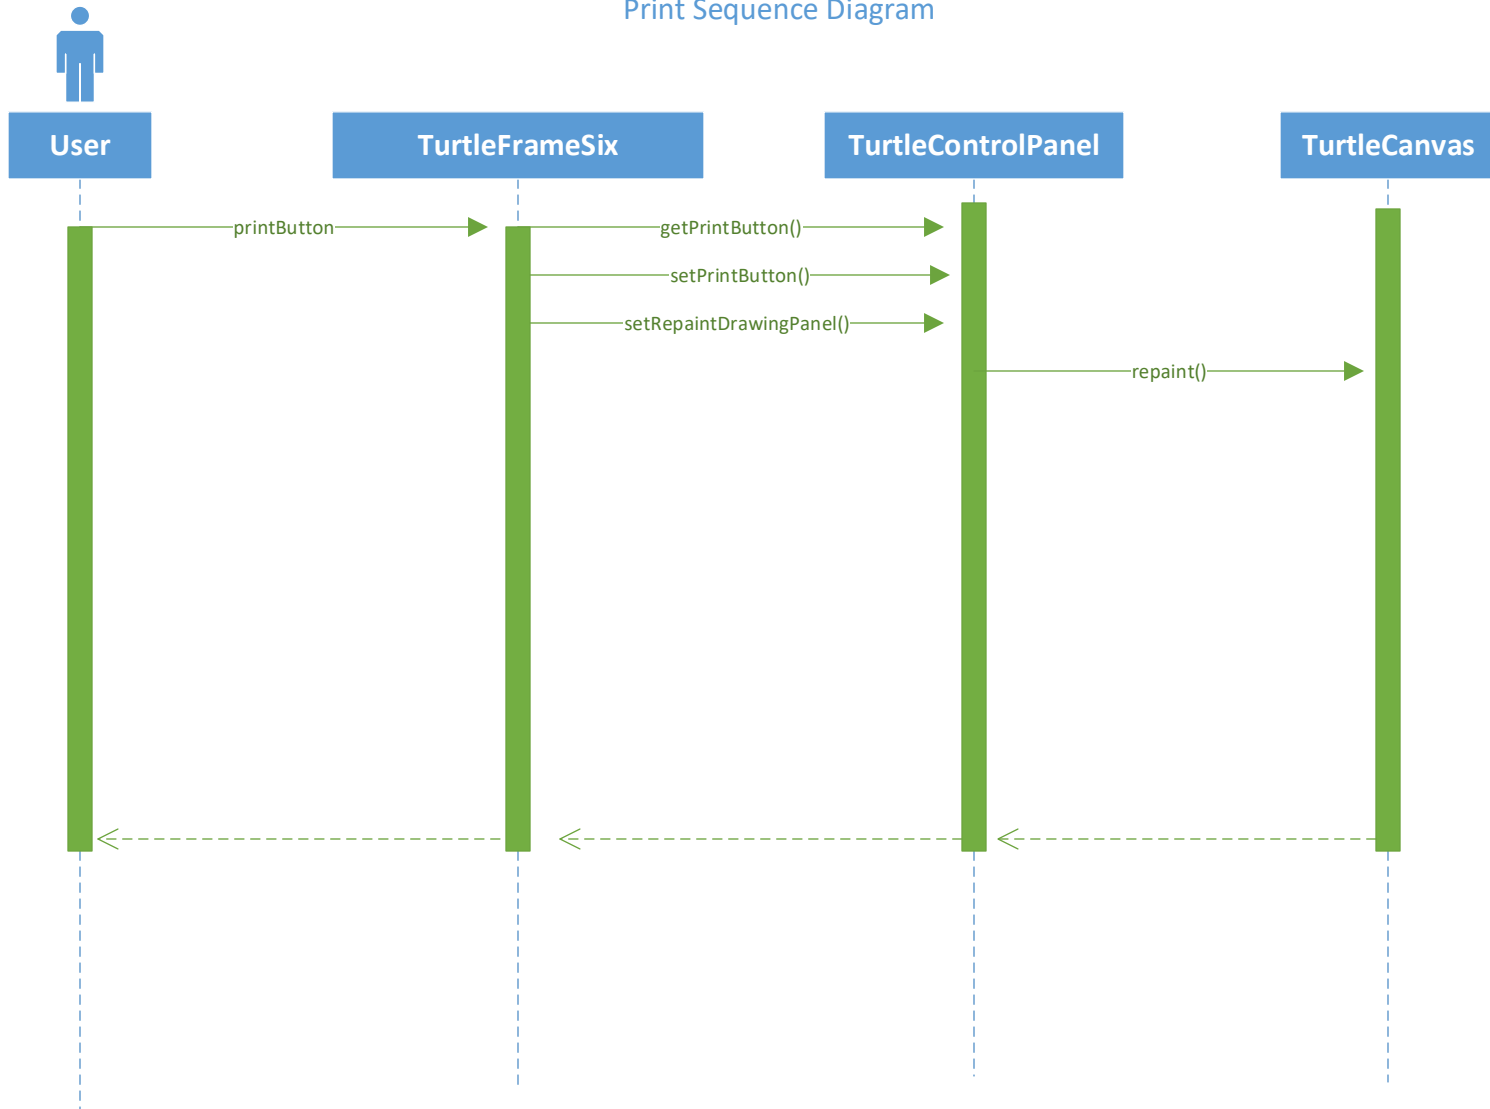 Print Sequence Diagram
User
TurtleFrameSix
TurtleControlPanel
TurtleCanvas
printButton
getPrintButton()
setPrintButton()
setRepaintDrawingPanel()
repaint()